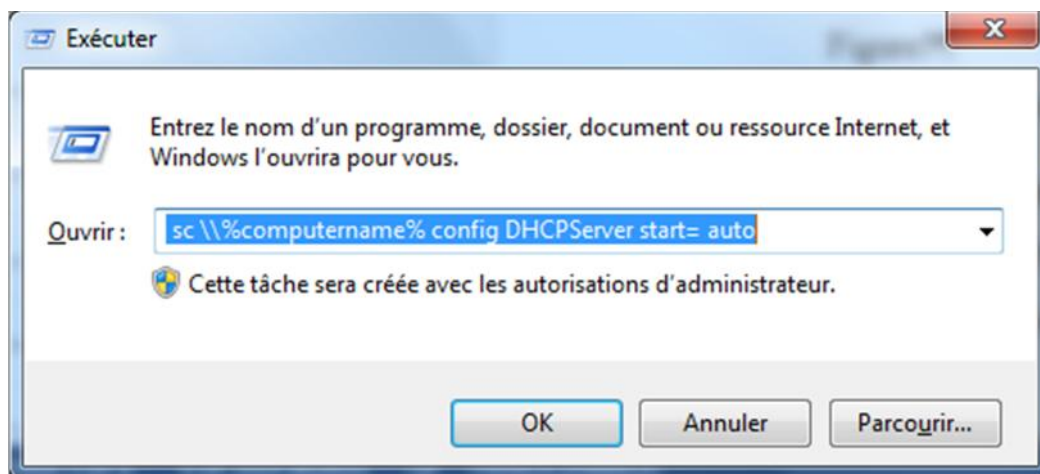 Exécuter
Entrez le nom d'un programme, dossier, document ou ressource Internet, et
Windows l'ouvrira pour vous.
Ouvrir :
sc \\%computername% config DHCPServer start= auto
Cette tâche sera créée avec les autorisations d'administrateur.
OK
Annuler
Parcourir...